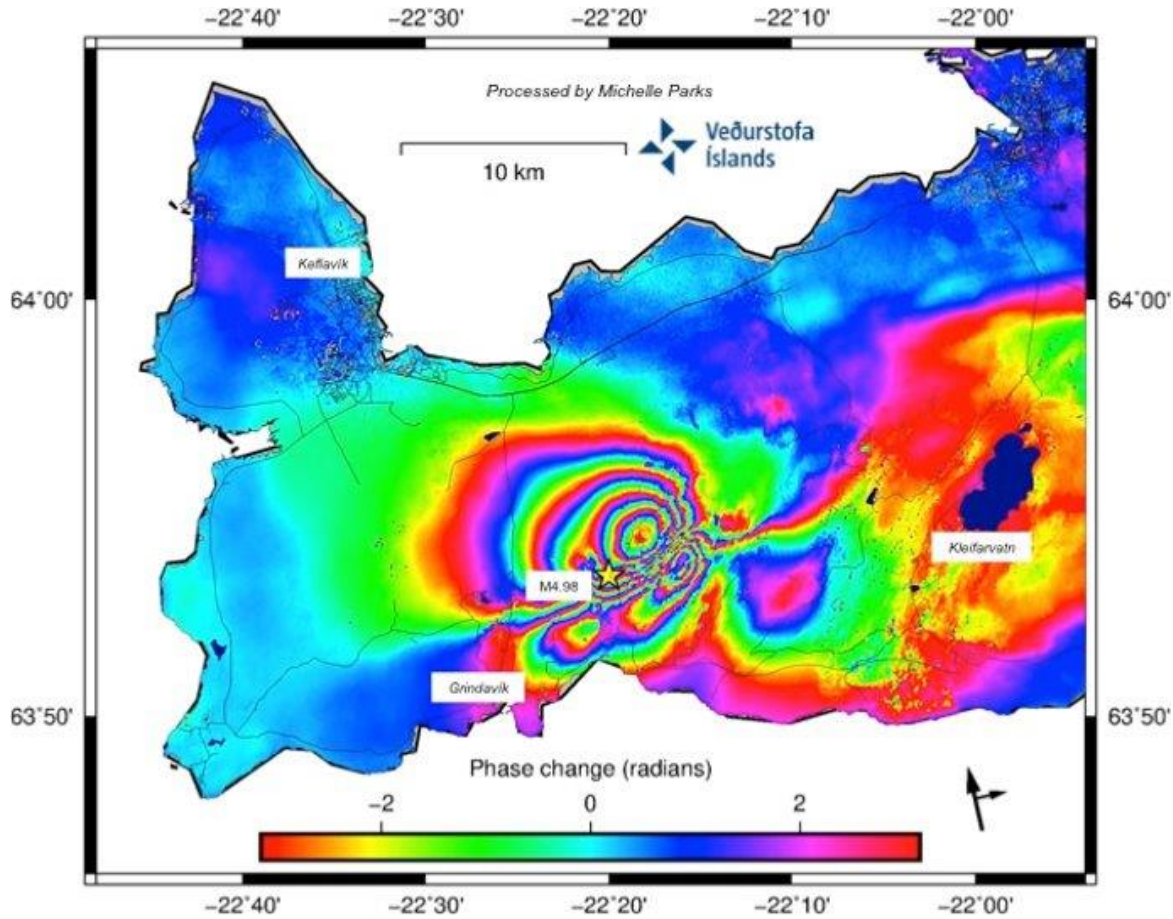 −22˚40' −22˚30' −22˚20' −22˚10' −22˚00'
Processed by Michelle Parks
Veðurstofa
Íslands
10 km
Keflavík
64˚00' 64˚00'
Kleifarvatn
M4.98
Grindavík
63˚50' 63˚50'
Phase change (radians)
−2 0 2
−22˚40' −22˚30' −22˚20' −22˚10' −22˚00'